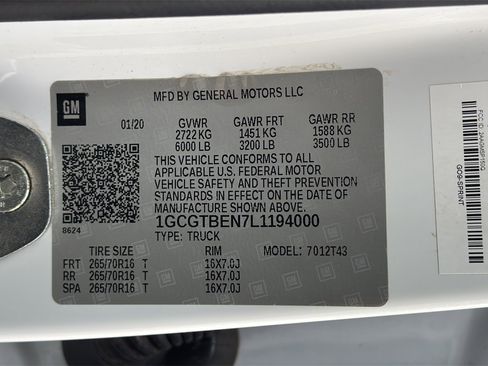 GM
MFD BY GENERAL MOTORS LLC
01/20 GVWR GAWR FRT GAWR RR
2722 KG 1451 KG 1588 KG
6000 LB 3200 LB 3500 LB
THIS VEHICLE CONFORMS TO ALL
APPLICABLE U.S. FEDERAL MOTOR
VEHICLE SAFETY AND THEFT PREVENTION
STANDARDS IN EFFECT ON THE DATE OF
MANUFACTURE SHOWN ABOVE.
8624
1GCGTBEN7L1194000
TYPE: TRUCK
TIRE SIZE RIM MODEL: 7012T43
FRT 265/70R16 T 16X7.0J
RR 265/70R16 T 16X7.0J
SPA 265/70R16 T 16X7.0J
GO9-SPRINT